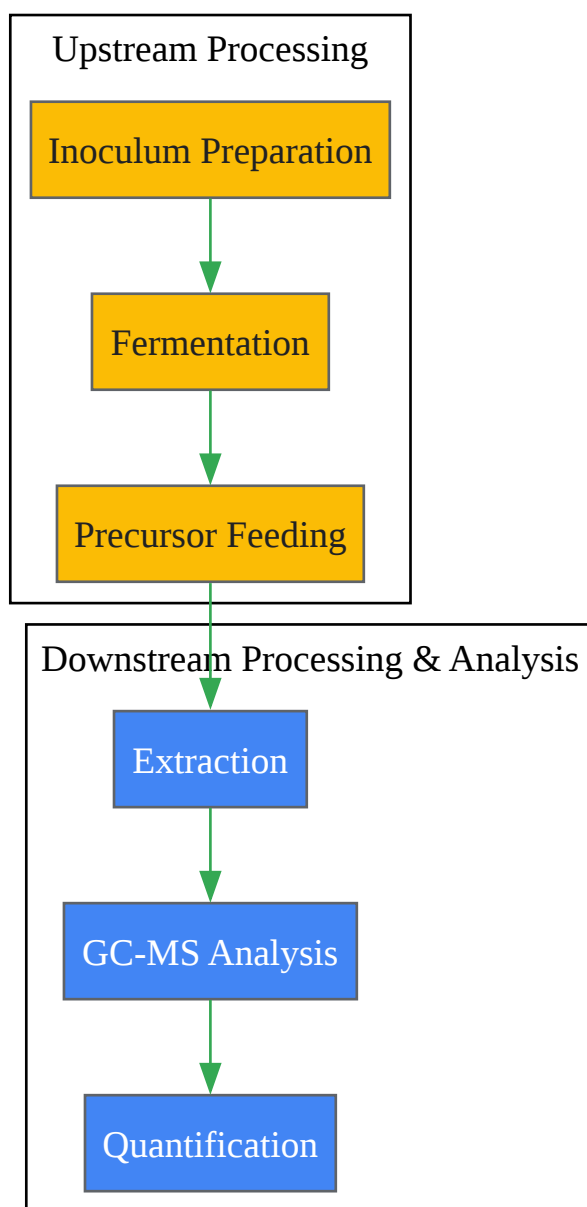 Upstream Processing
Inoculum Preparation
Fermentation
Precursor Feeding
Downstream Processing & Analysis
Extraction
GC-MS Analysis
Quantification